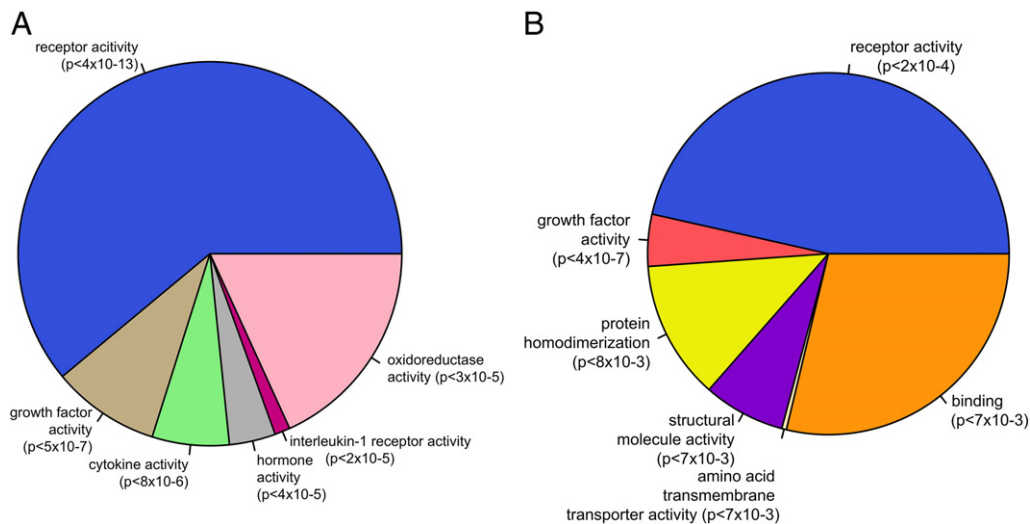 A
receptor acitivity
(p<4x10-13)
oxidoreductase
activity (p<3x10-5)
growth factor
activity
(p<5x10-7)
cytokine activity
(p<8x10-6)
hormone
activity
(p<4x10-5)
interleukin-1 receptor activity
(p<2x10-5)
B
receptor activity
(p<2x10-4)
growth factor
activity
(p<4x10-7)
protein
homodimerization
(p<8x10-3)
structural
molecule activity
(p<7x10-3)
amino acid
transmembrane
transporter activity (p<7x10-3)
binding
(p<7x10-3)